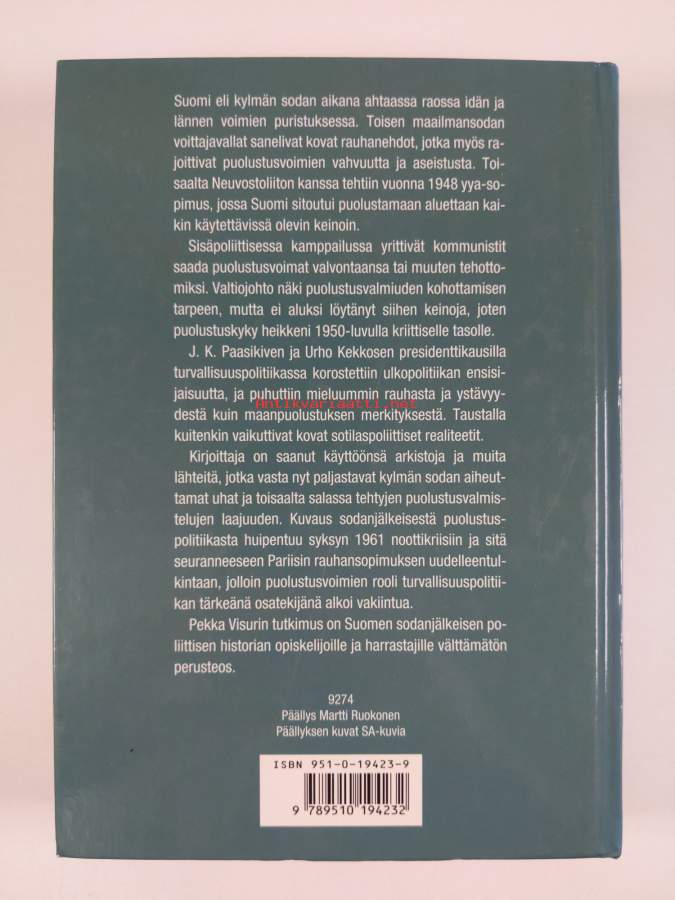 Suomi eli kylmän sodan aikana ahtaassa raossa idän ja
lännen voimien puristuksessa. Toisen maailmansodan
voittajavallat sanelivat kovat rauhanehdot, jotka myös ra-
joittivat puolustusvoimien vahvuutta ja aseistusta. Toi-
saalta Neuvostoliiton kanssa tehtiin vuonna 1948 yya-so-
pimus, jossa Suomi sitoutui puolustamaan aluettaan kai-
kin käytettävissä olevin keinoin.
Sisäpoliittisessa kamppailussa yrittivät kommunistit
saada puolustusvoimat valvontaansa tai muuten tehotto-
miksi. Valtiojohto näki puolustusvalmiuden kohottamisen
tarpeen, mutta ei aluksi löytänyt siihen keinoja, joten
puolustuskyky heikkeni 1950-luvulla kriittiselle tasolle.
J. K. Paasikiven ja Urho Kekkosen presidenttikausilla
turvallisuuspolitiikassa korostettiin ulkopolitiikan ensisi-
jaisuutta, ja puhuttiin mieluummin rauhasta ja ystävyy-
Antikvariaatti.net
destä kuin maanpuolustuksen merkityksestä. Taustalla
kuitenkin vaikuttivat kovat sotilaspoliittiset realiteetit.
Kirjoittaja on saanut käyttöönsä arkistoja ja muita
lähteitä, jotka vasta nyt paljastavat kylmän sodan aiheut-
tamat uhat ja toisaalta salassa tehtyjen puolustusvalmis-
telujen laajuuden. Kuvaus sodanjälkeisestä puolustus-
politiikasta huipentuu syksyn 1961 noottikriisiin ja sitä
seuranneeseen Pariisin rauhansopimuksen uudelleentul-
kintaan, jolloin puolustusvoimien rooli turvallisuuspolitii-
kan tärkeänä osatekijänä alkoi vakiintua.
Pekka Visurin tutkimus on Suomen sodanjälkeisen po-
liittisen historian opiskelijoille ja harrastajille välttämätön
perusteos.
9274
Päällys Martti Ruokonen
Päällyksen kuvat SA-kuvia
ISBN 951-0-19423-9
9 789510 194232